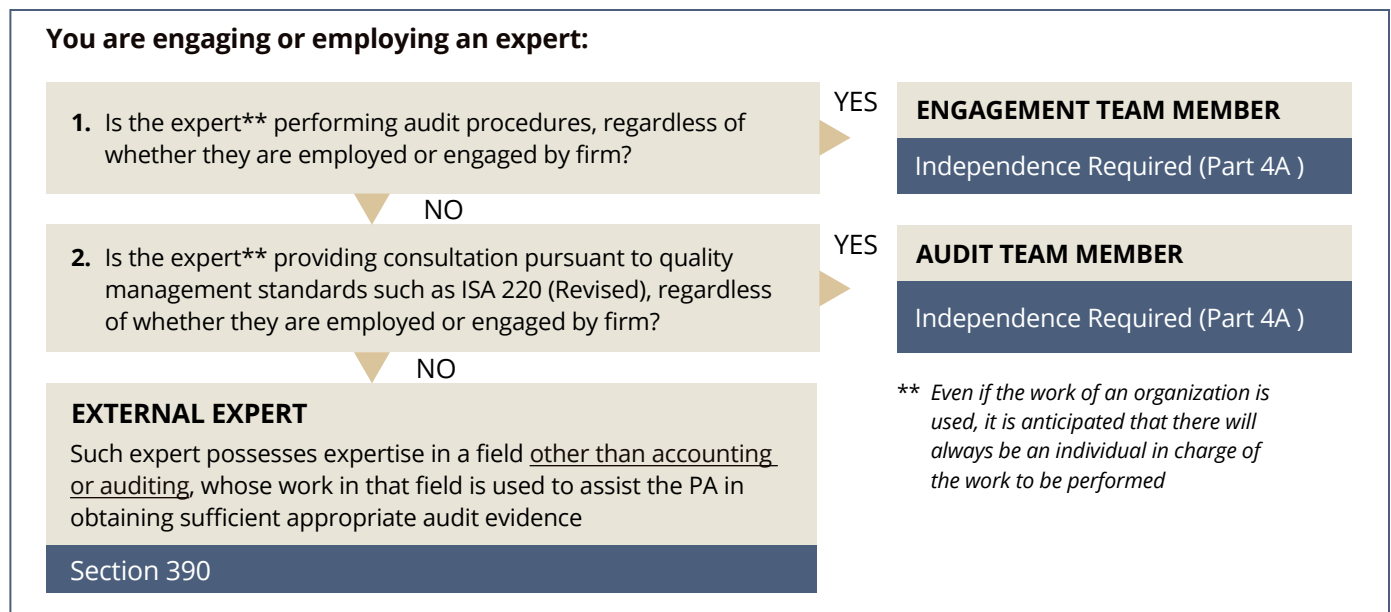 You are engaging or employing an expert:
1. Is the expert** performing audit procedures, regardless of
whether they are employed or engaged by firm?
YES
ENGAGEMENT TEAM MEMBER
Independence Required (Part 4A )
NO
2. Is the expert** providing consultation pursuant to quality
management standards such as ISA 220 (Revised), regardless
of whether they are employed or engaged by firm?
YES
AUDIT TEAM MEMBER
Independence Required (Part 4A )
NO
EXTERNAL EXPERT
Such expert possesses expertise in a field other than accounting
or auditing, whose work in that field is used to assist the PA in
obtaining sufficient appropriate audit evidence
Section 390
** Even if the work of an organization is
used, it is anticipated that there will
always be an individual in charge of
the work to be performed